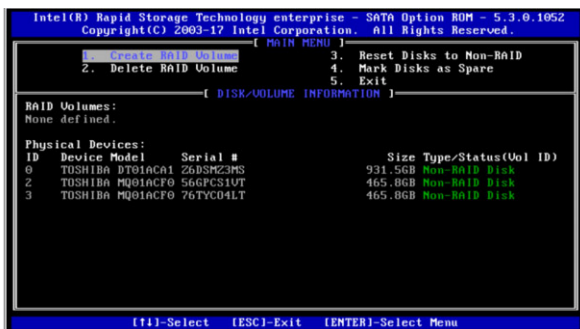 Intel(R) Rapid Storage Technology enterprise - SATA Option ROM - 5.3.0.1052
Copyright(C) 2003-17 Intel Corporation. All Rights Reserved.
[ MAIN MENU ]
1. Create RAID Volume 3. Reset Disks to Non-RAID
2. Delete RAID Volume 4. Mark Disks as Spare
5. Exit
[ DISK/VOLUME INFORMATION ]
RAID Volumes:
None defined.
Physical Devices:
ID Device Model Serial # Size Type/Status(Vol ID)
0 TOSHIBA DT01ACA1 Z6DSMZ3MS 931.5GB Non-RAID Disk
2 TOSHIBA MQ01ACF0 56GPCS1VT 465.8GB Non-RAID Disk
3 TOSHIBA MQ01ACF0 76TYCO4LT 465.8GB Non-RAID Disk
[↑↓]-Select [ESC]-Exit [ENTER]-Select Menu